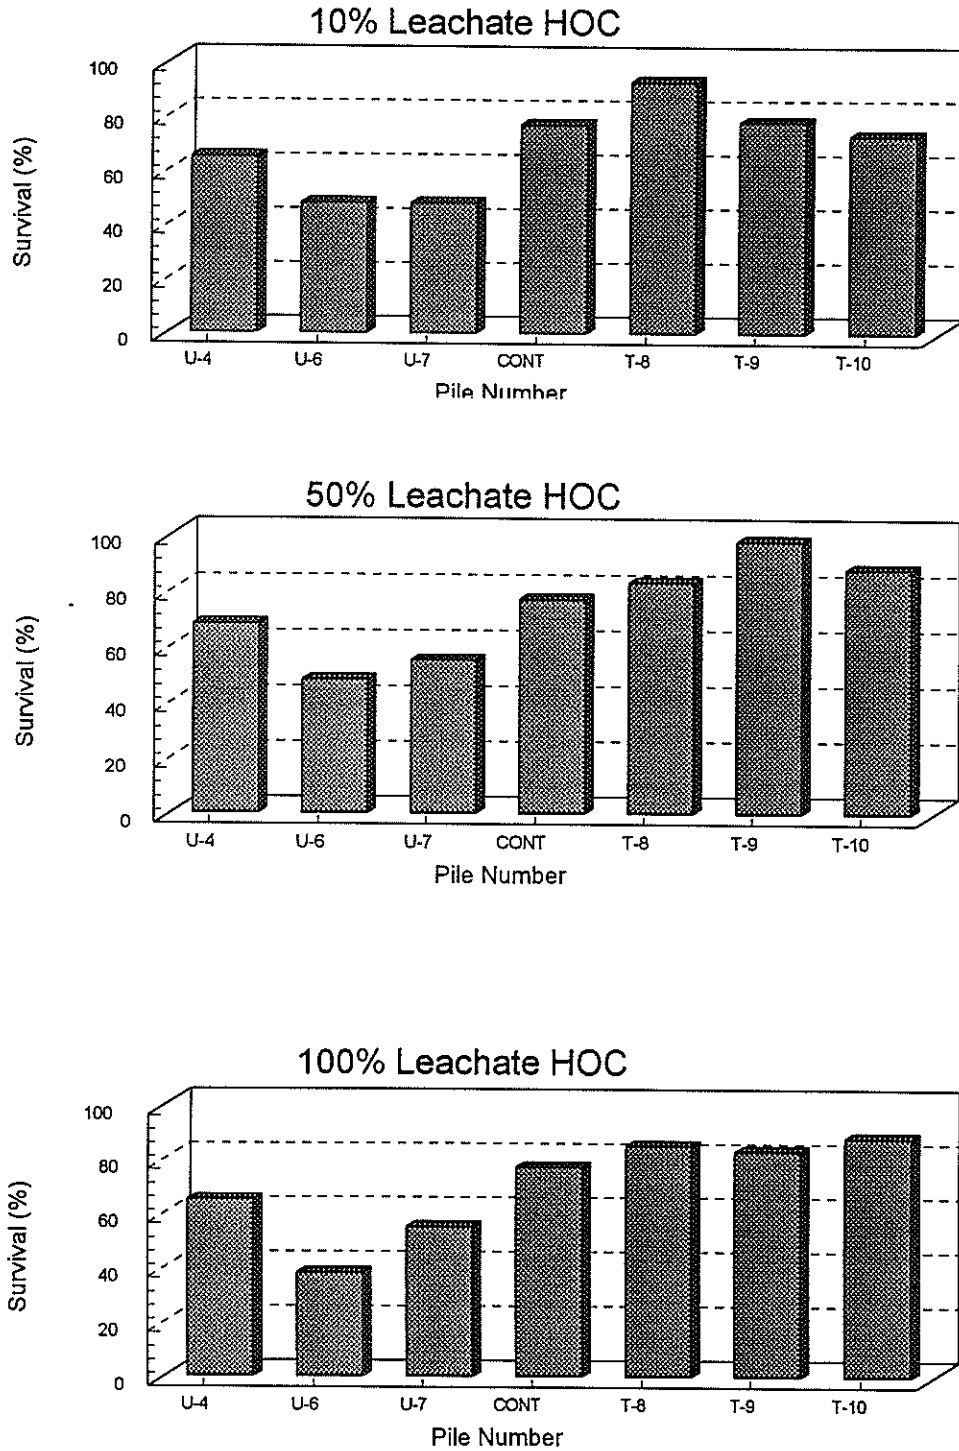 10% Leachate HOC
100
80
60
40
20
0
Survival (%)
U-4 U-6 U-7 CONT T-8 T-9 T-10
Pile Number
50% Leachate HOC
100
80
60
40
20
0
Survival (%)
U-4 U-6 U-7 CONT T-8 T-9 T-10
Pile Number
100% Leachate HOC
100
80
60
40
20
0
Survival (%)
U-4 U-6 U-7 CONT T-8 T-9 T-10
Pile Number